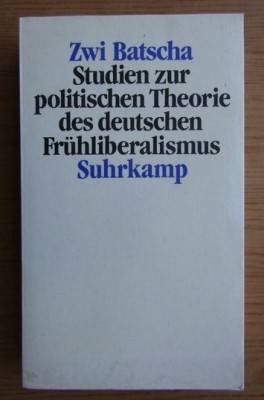 Zwi Batscha
Studien zur
politischen Theorie
des deutschen
Frühliberalismus
Suhrkamp